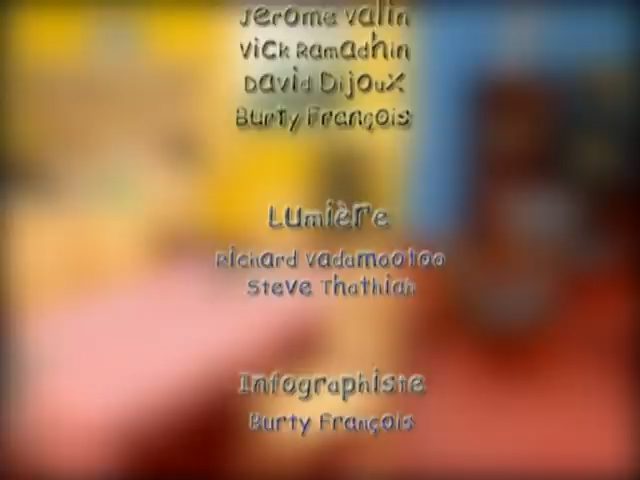 Jerome Valin
Vick Ramadhin
David Dijoux
Burty François
Lumière
Richard Vadamootoo
Steve Thathiah
Infographiste
Burty François